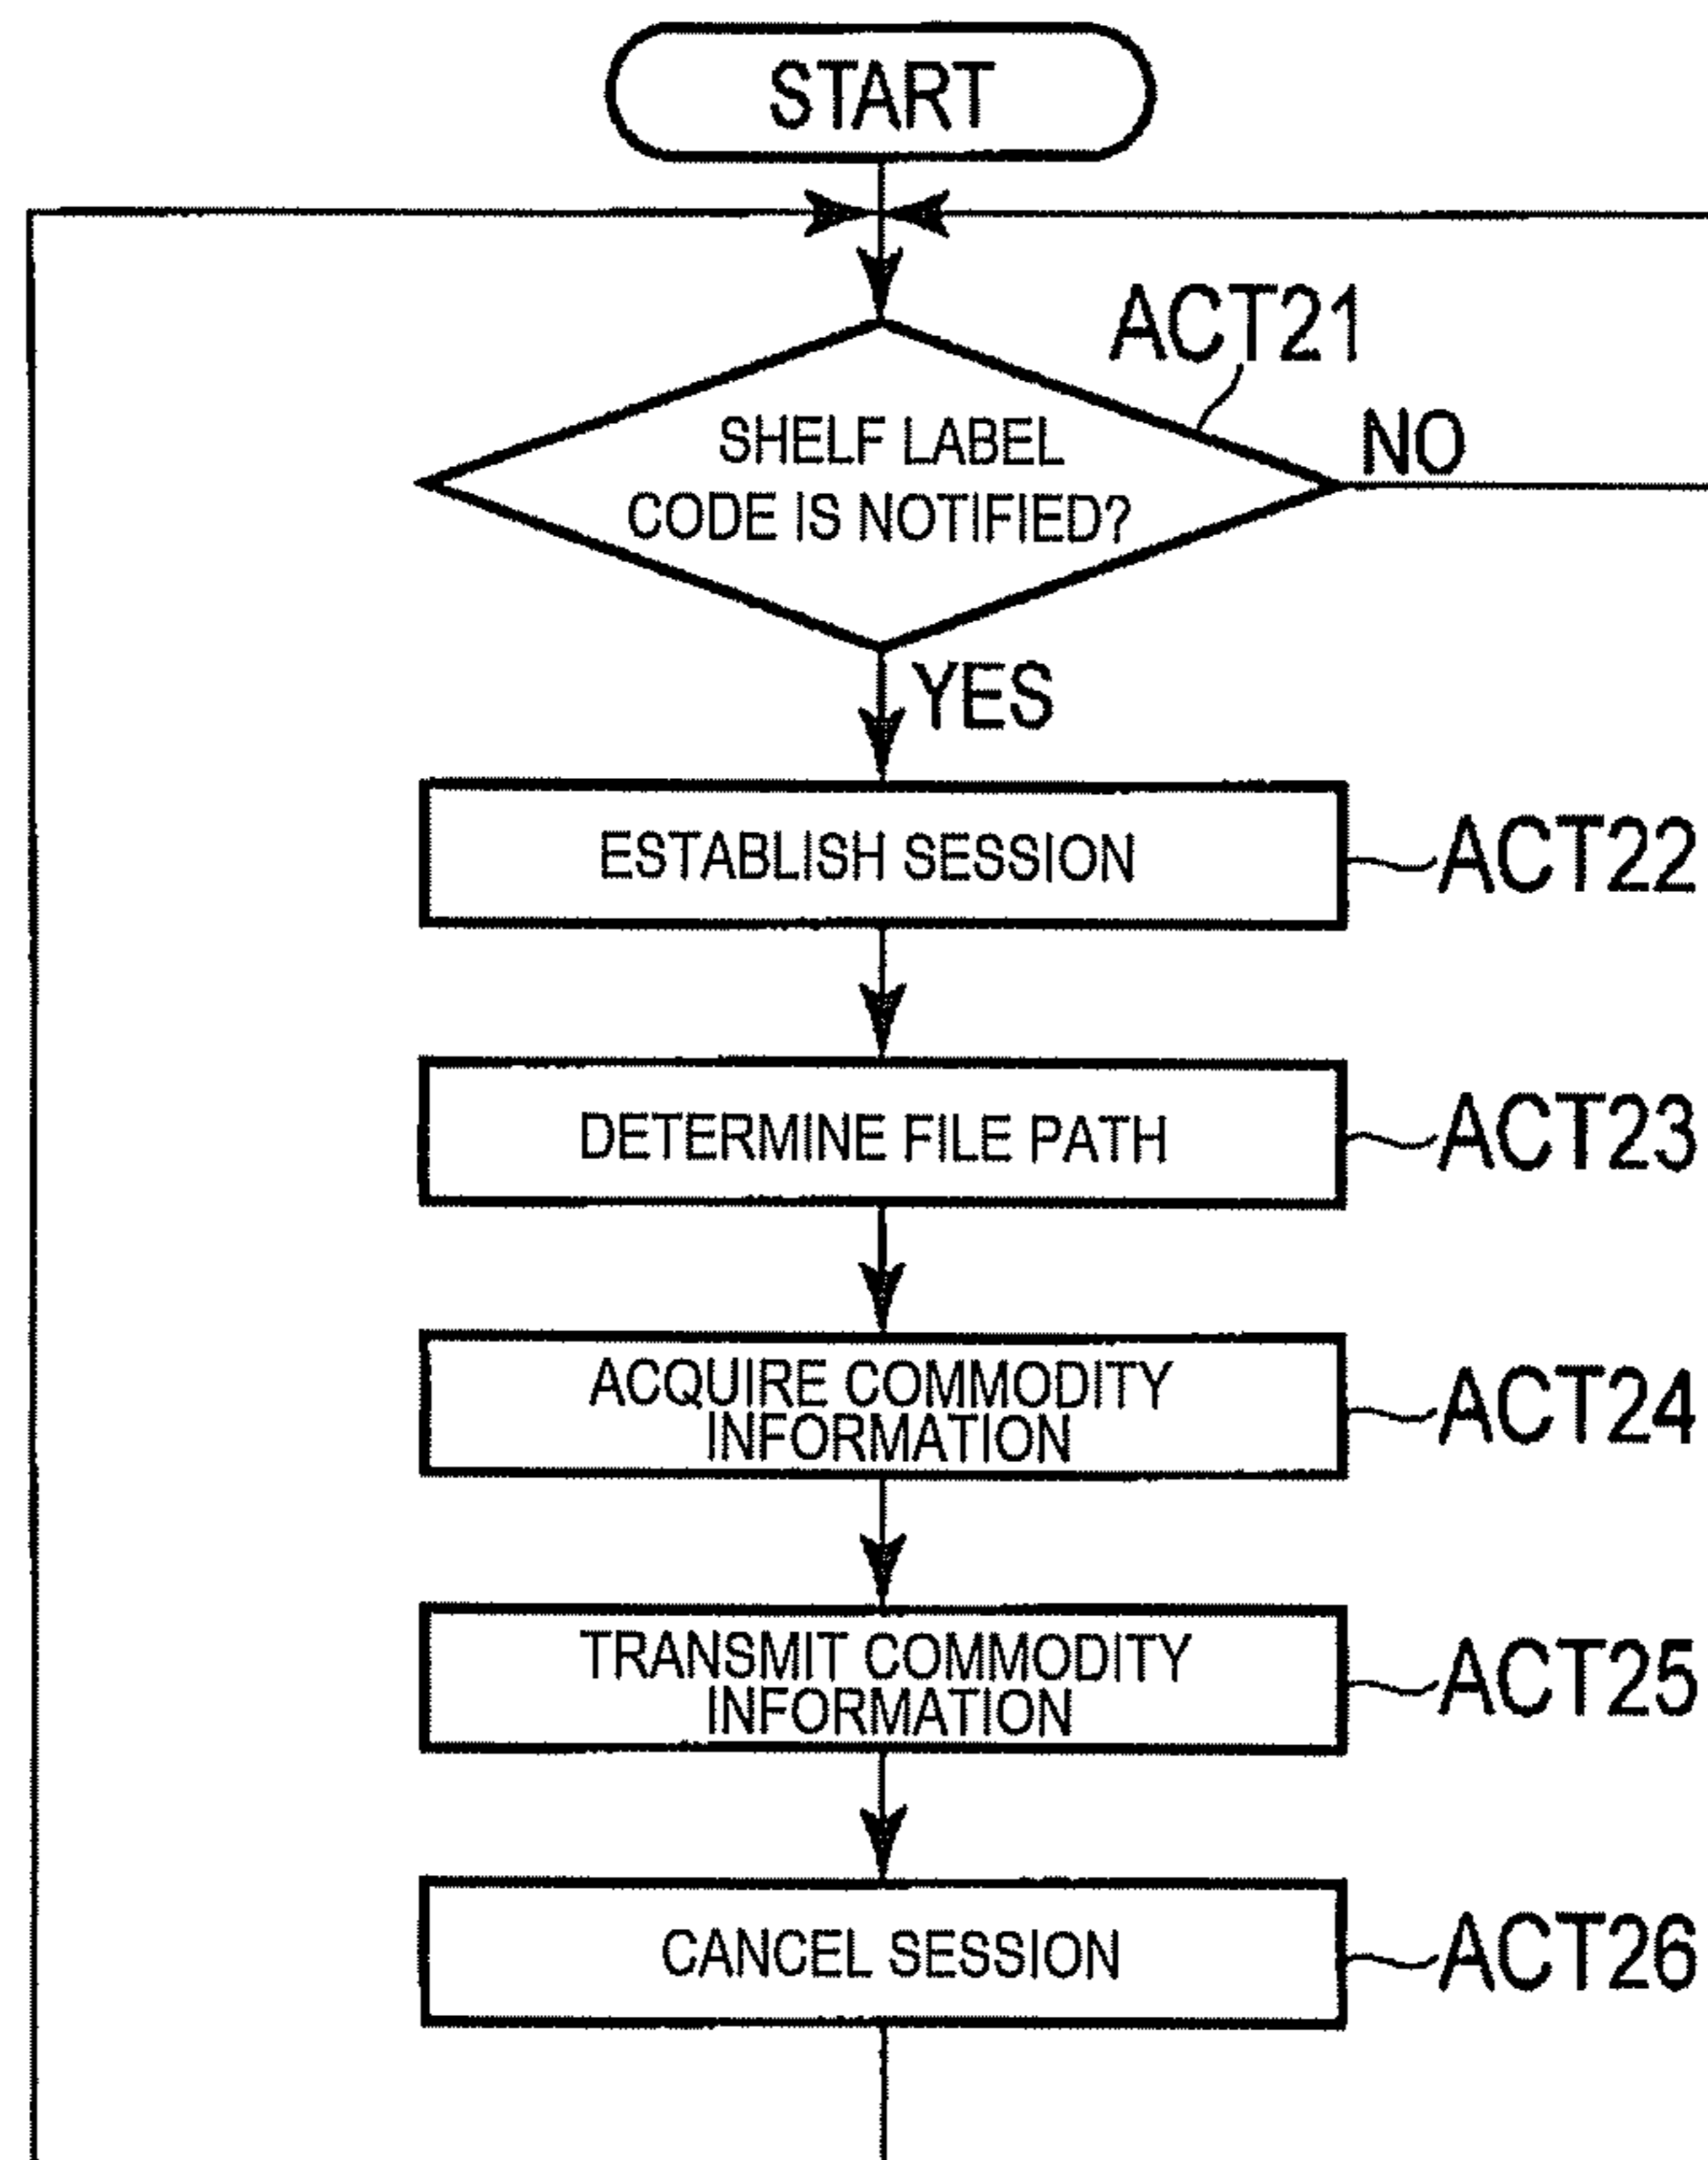 START
ACT21
SHELF LABEL
CODE IS NOTIFIED?
NO
YES
ESTABLISH SESSION
ACT22
DETERMINE FILE PATH
ACT23
ACQUIRE COMMODITY
INFORMATION
ACT24
TRANSMIT COMMODITY
INFORMATION
ACT25
CANCEL SESSION
ACT26